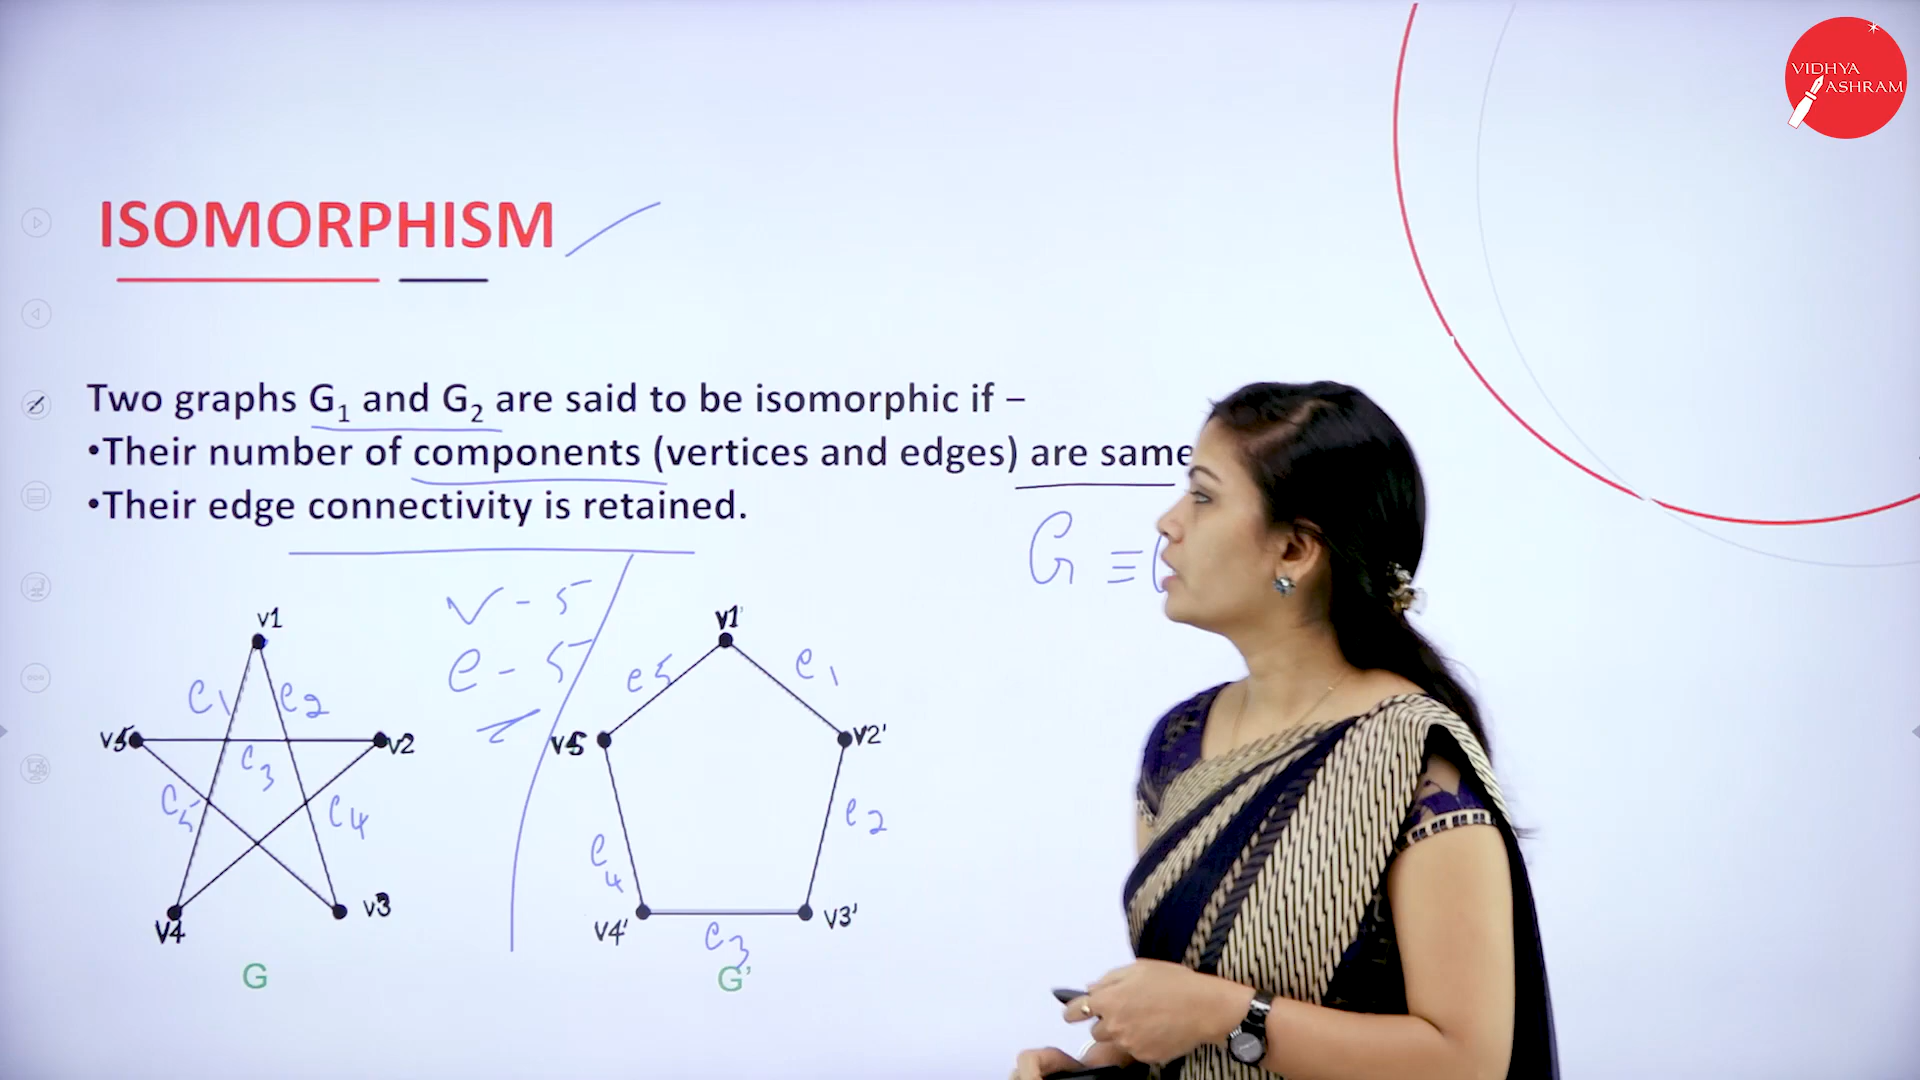 VIDHYA
ASHRAM
ISOMORPHISM
Two graphs G1 and G2 are said to be isomorphic if –
•Their number of components (vertices and edges) are same
•Their edge connectivity is retained.
G ≡
v - 5
e - 5
v1
v5
v2
v4
v3
e1
e2
e3
e5
e4
G
v1'
v5
v2'
v4'
v3'
e5
e1
e2
e4
e3
G'